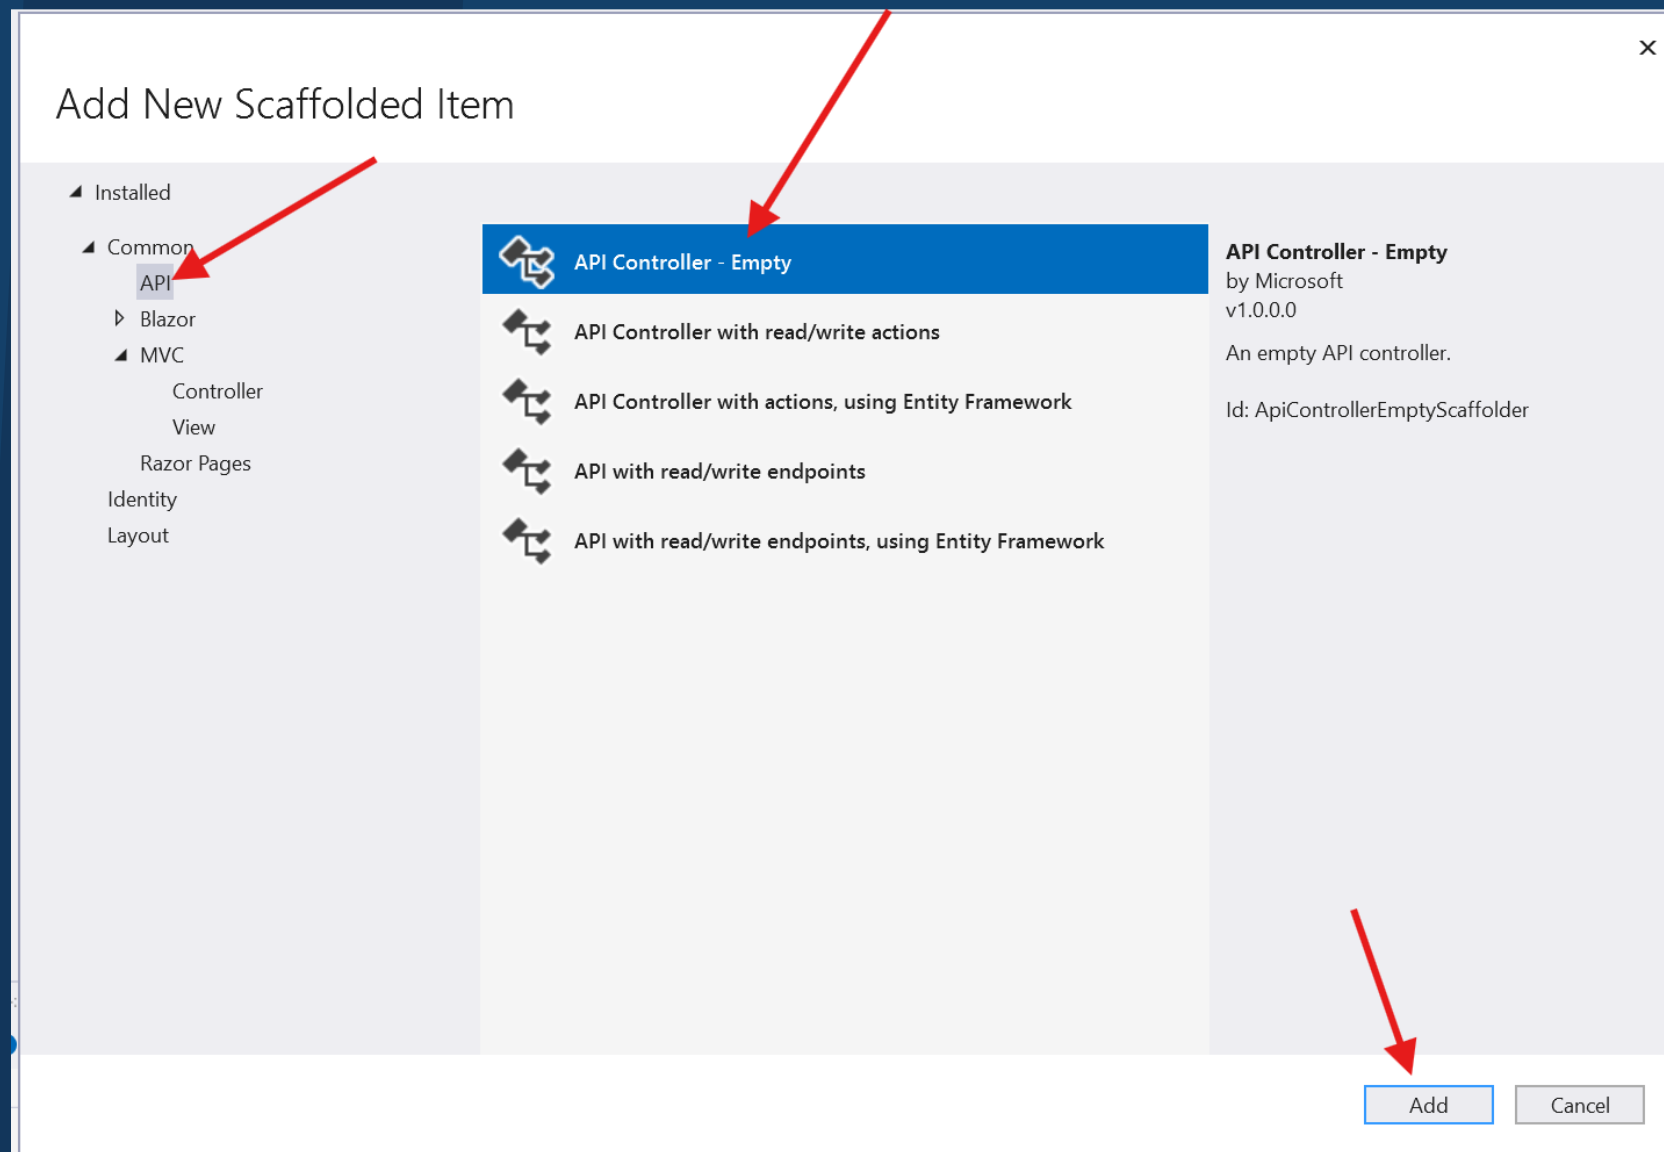 Add New Scaffolded Item
Installed
Common
API
Blazor
MVC
Controller
View
Razor Pages
Identity
Layout
API Controller - Empty
API Controller with read/write actions
API Controller with actions, using Entity Framework
API with read/write endpoints
API with read/write endpoints, using Entity Framework
API Controller - Empty
by Microsoft
v1.0.0.0
An empty API controller.
Id: ApiControllerEmptyScaffolder
Add
Cancel